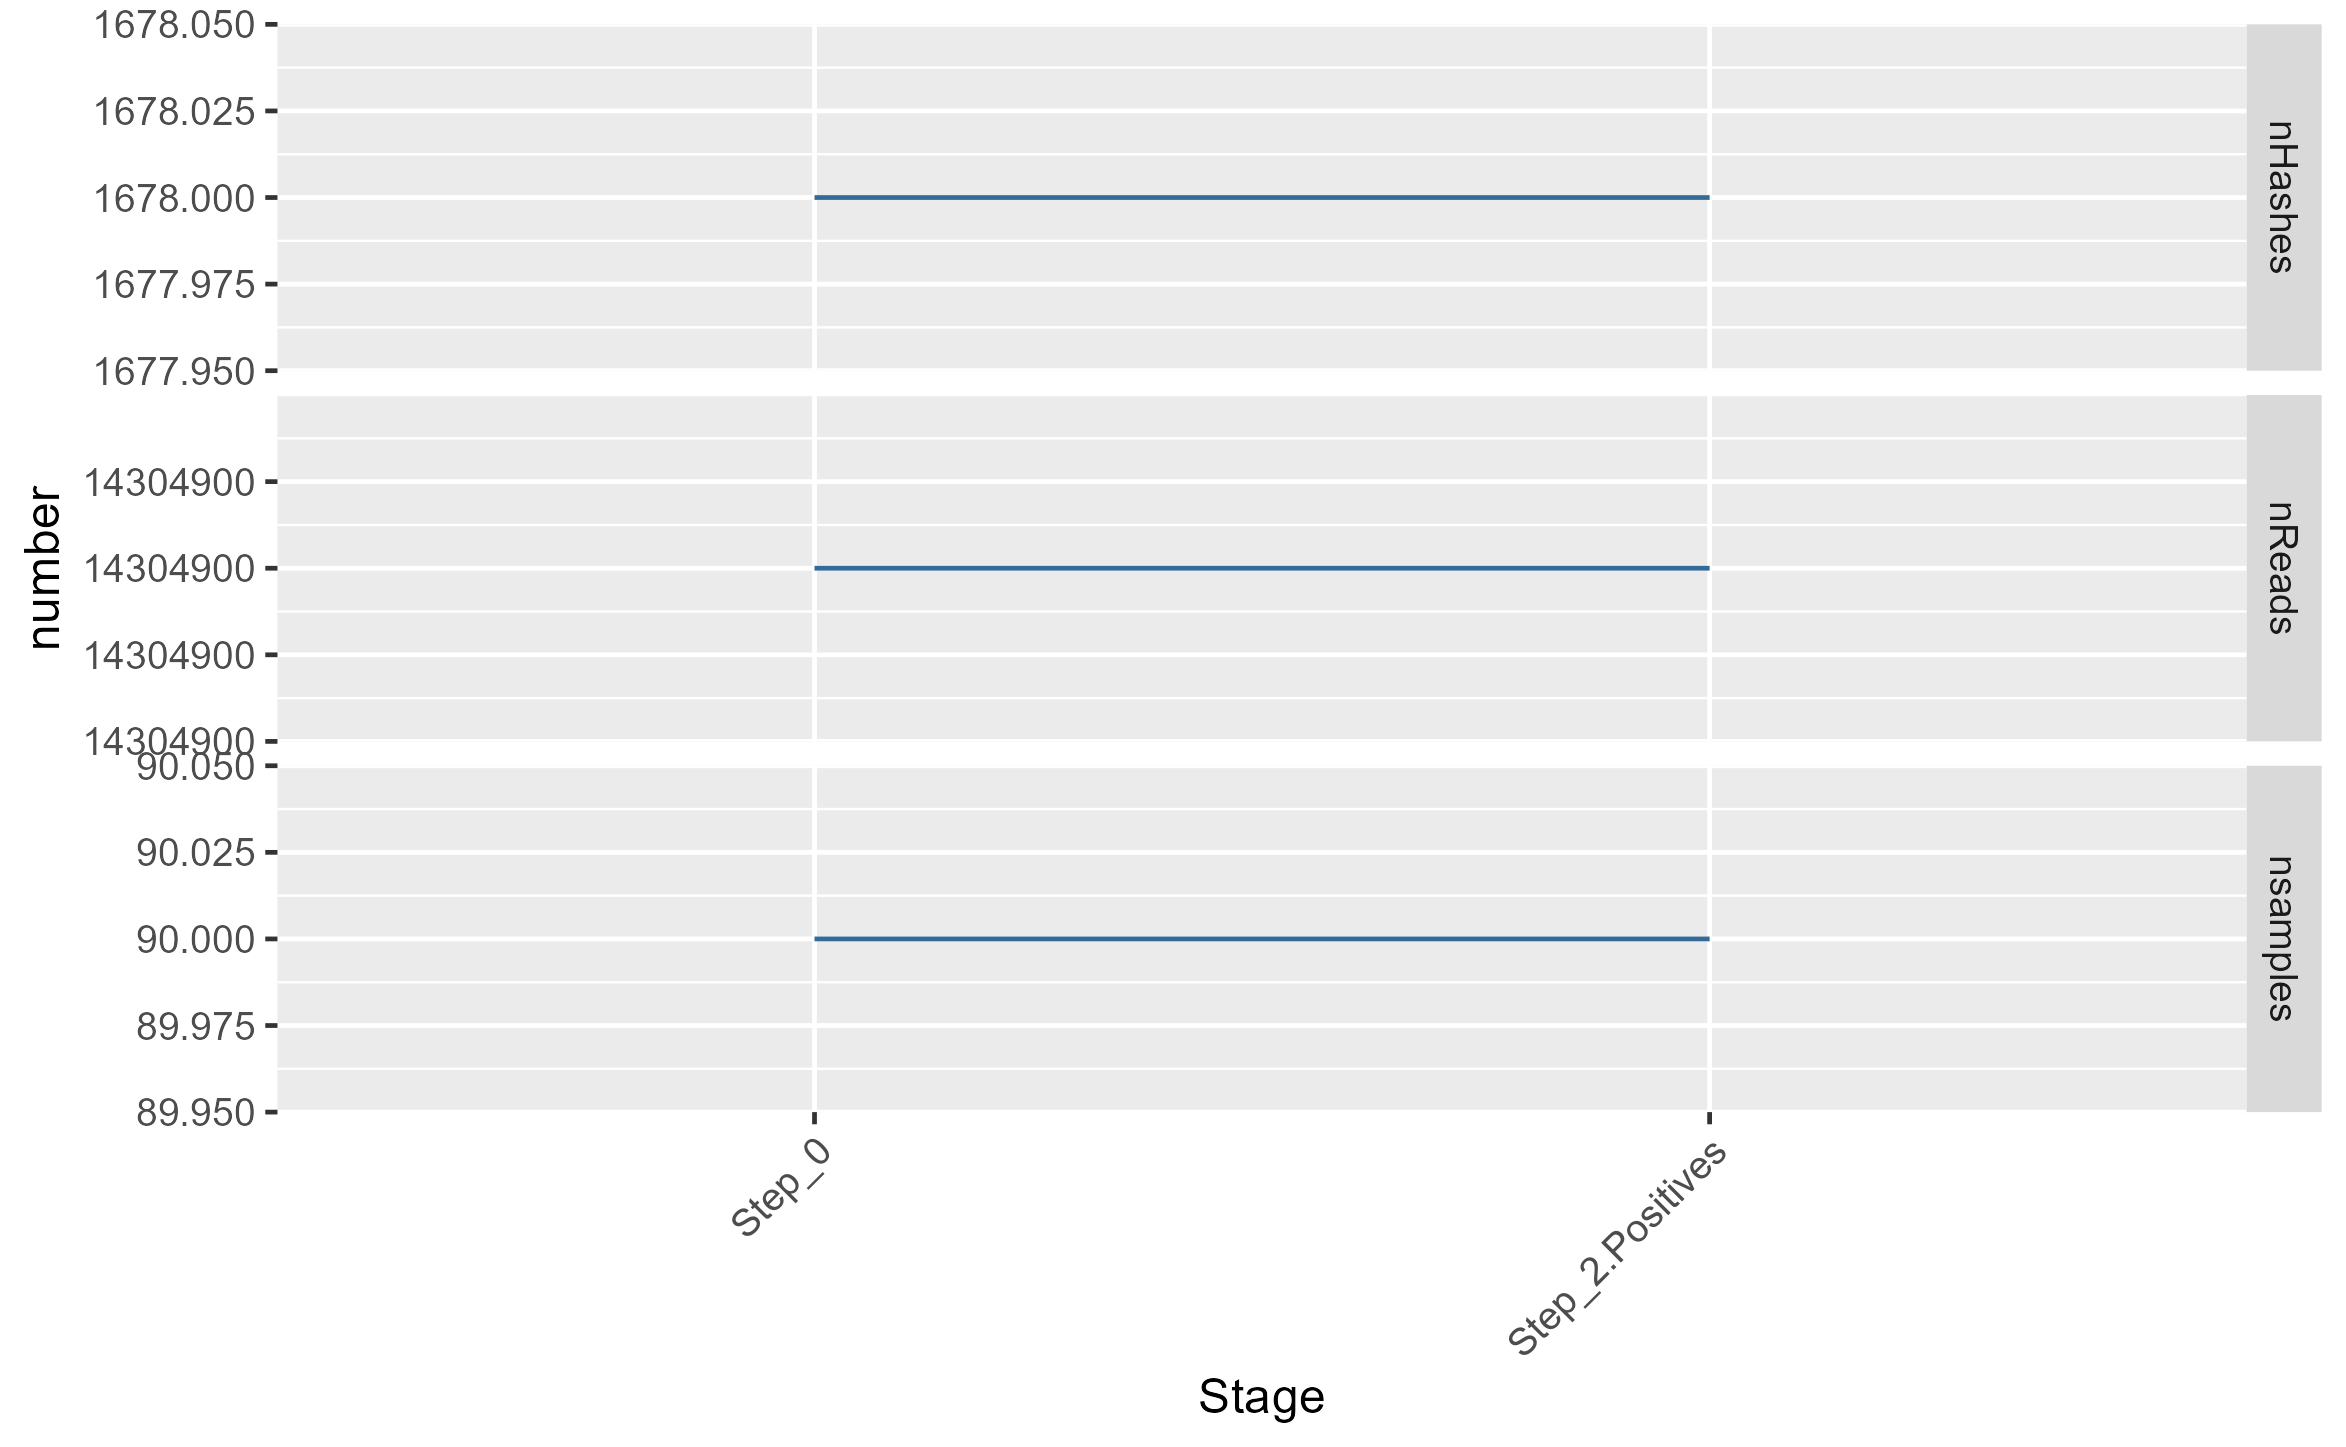 1678.050
1678.025
1678.000
1677.975
1677.950
nHashes
number
14304900
14304900
14304900
14304900
nReads
90.050
90.025
90.000
89.975
89.950
nsamples
Step_0
Step_2.Positives
Stage